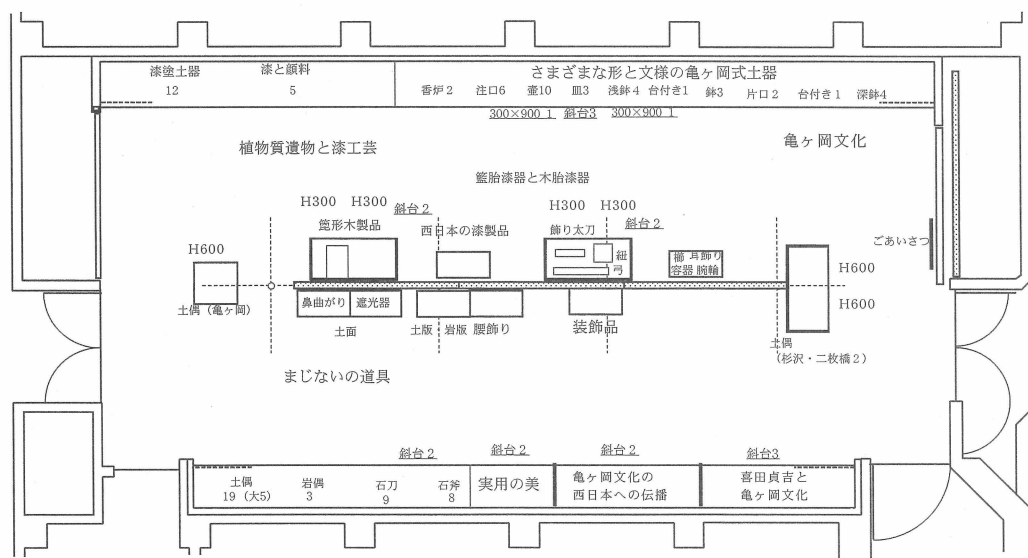 漆塗土器 漆と顔料 さまざまな形と文様の亀ヶ岡式土器
12 5 香炉2 注口6 壷10 皿3 浅鉢4 台付き1 鉢3 片口2 台付き1 深鉢4
300×900 1 斜台3 300×900 1
植物質遺物と漆工芸 亀ヶ岡文化
籃胎漆器と木胎漆器
H300 H300 斜台2 H300 H300 斜台2
箆形木製品 西日本の漆製品 飾り太刀
紐
弓
櫛 耳飾り
容器 腕輪
ごあいさつ
H600
土偶(亀ヶ岡)
H600
H600
鼻曲がり 遮光器 土版・岩版 腰飾り
土面 装飾品
土偶
(杉沢・二枚橋2)
まじないの道具
斜台2 斜台2 斜台2 斜台3
土偶 岩偶 石刀 石斧 実用の美
19(大5) 3 9 8
亀ヶ岡文化の
西日本への伝播
喜田貞吉と
亀ヶ岡文化